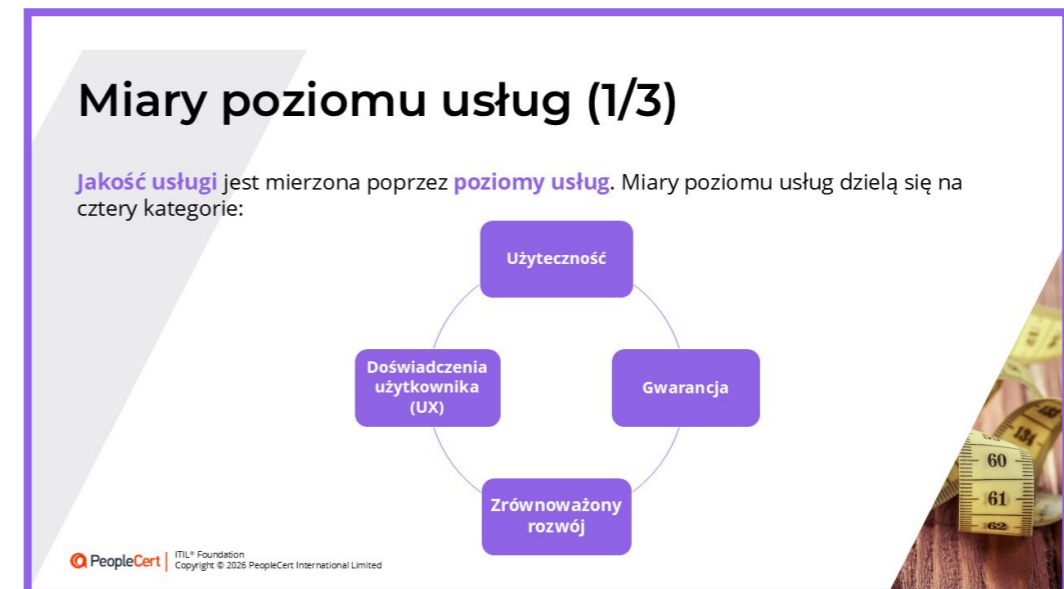 Miary poziomu usług (1/3)
Jakość usługi jest mierzona poprzez poziomy usług. Miary poziomu usług dzielą się na
cztery kategorie:
Użyteczność
Doświadczenia
użytkownika
(UX)
Gwarancja
Zrównoważony
rozwój
PeopleCert
ITIL® Foundation
Copyright © 2026 PeopleCert International Limited
134
60
61
62